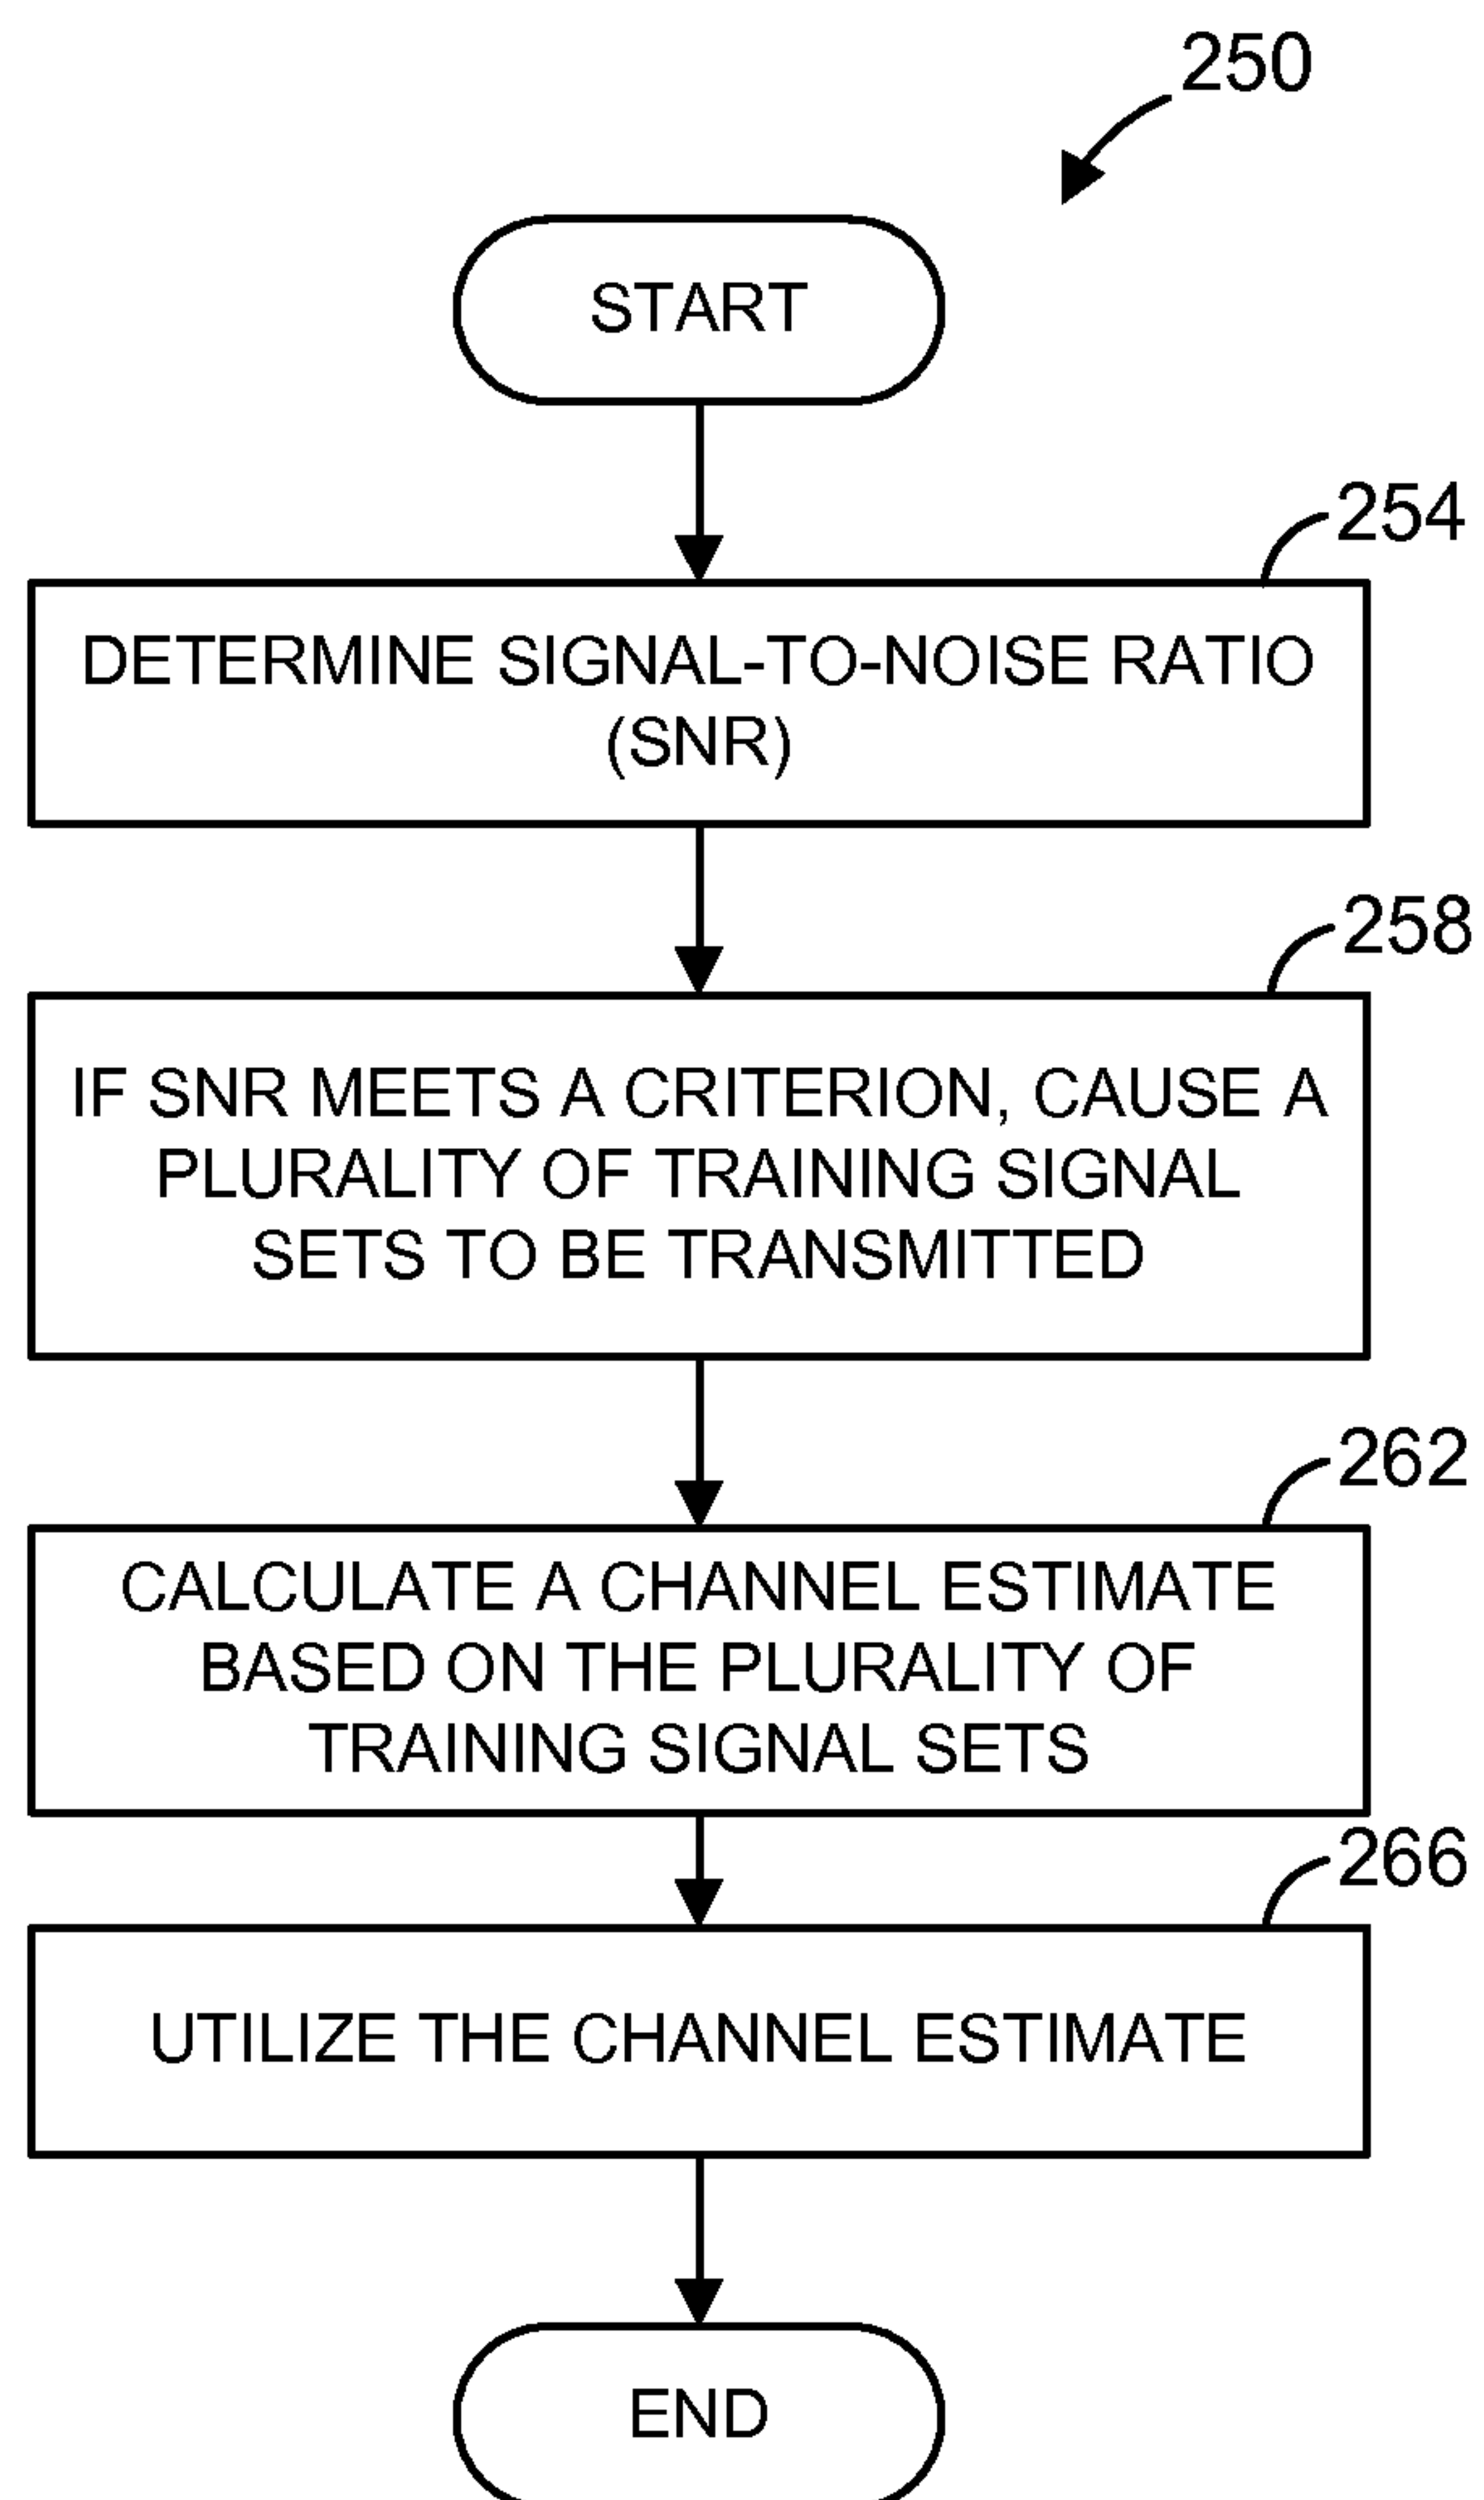 250
START
254
DETERMINE SIGNAL-TO-NOISE RATIO
(SNR)
258
IF SNR MEETS A CRITERION, CAUSE A
PLURALITY OF TRAINING SIGNAL
SETS TO BE TRANSMITTED
262
CALCULATE A CHANNEL ESTIMATE
BASED ON THE PLURALITY OF
TRAINING SIGNAL SETS
266
UTILIZE THE CHANNEL ESTIMATE
END